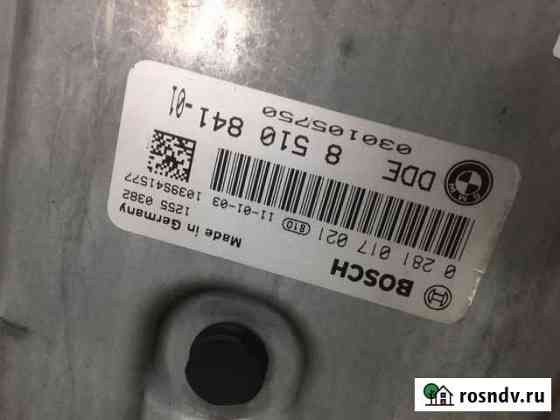 BOSCH
0 281 017 021 810 11-01-03 1039S41577
Made in Germany
1255 0382
BMW
DDE 8 510 841-01
030105750
rosndv.ru